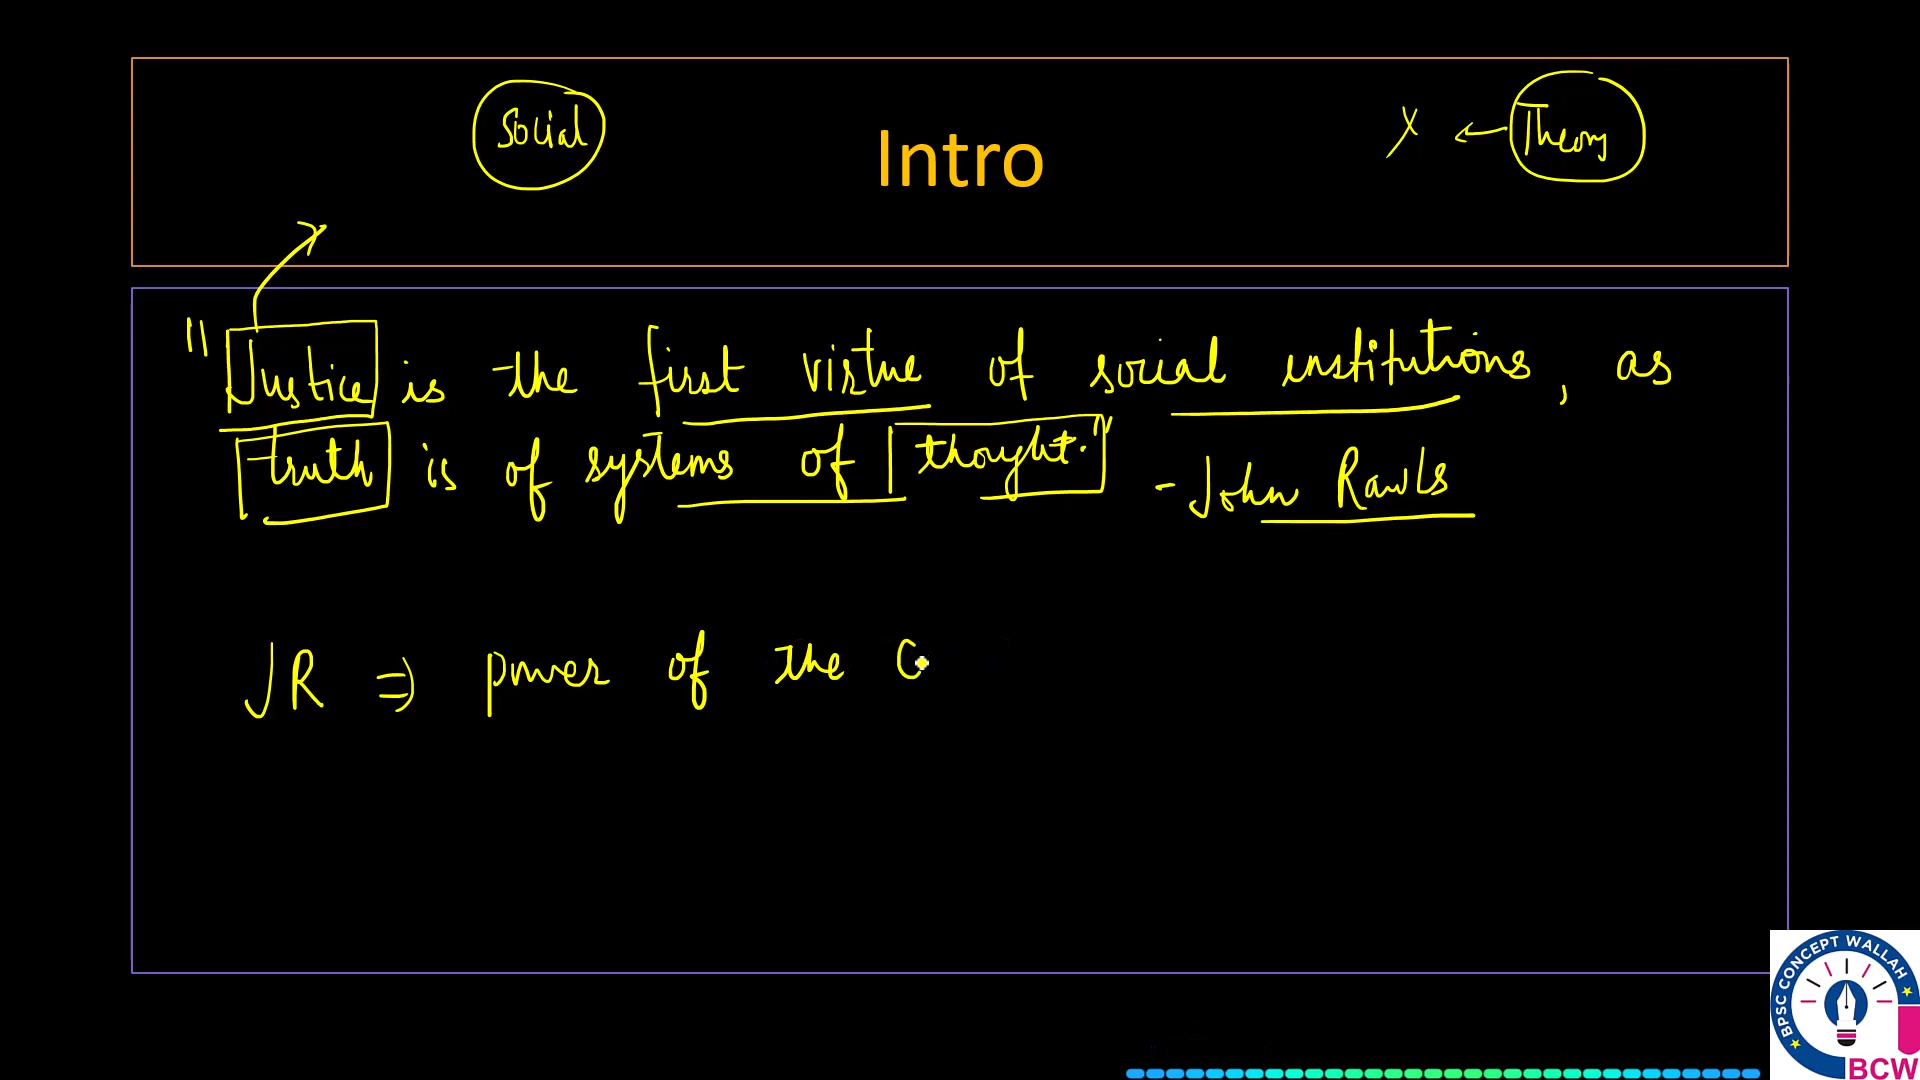 Social
Intro
X ← Theory
"Justice is the first virtue of social institutions, as
truth is of systems of thought."
- John Rawls
JR ⇒ power of the C
BPSC CONCEPT WALLAH
BCW